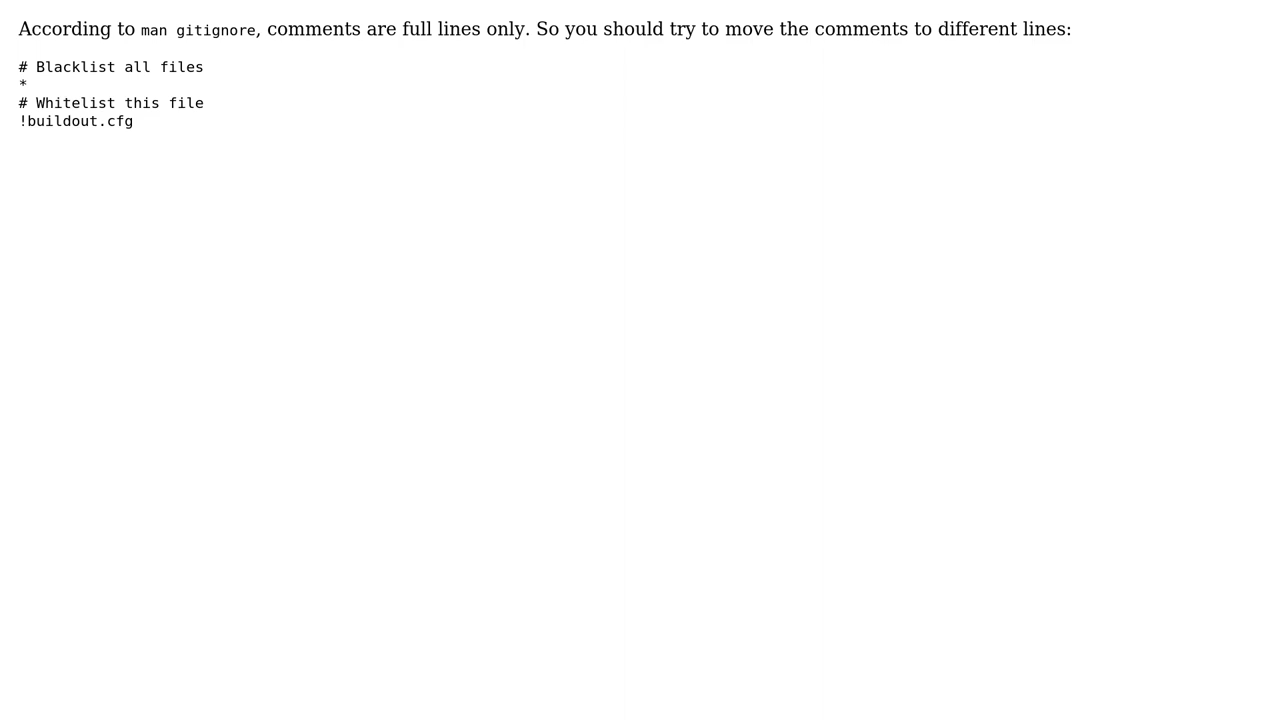 According to man gitignore, comments are full lines only. So you should try to move the comments to different lines:
# Blacklist all files
*
# Whitelist this file
!buildout.cfg